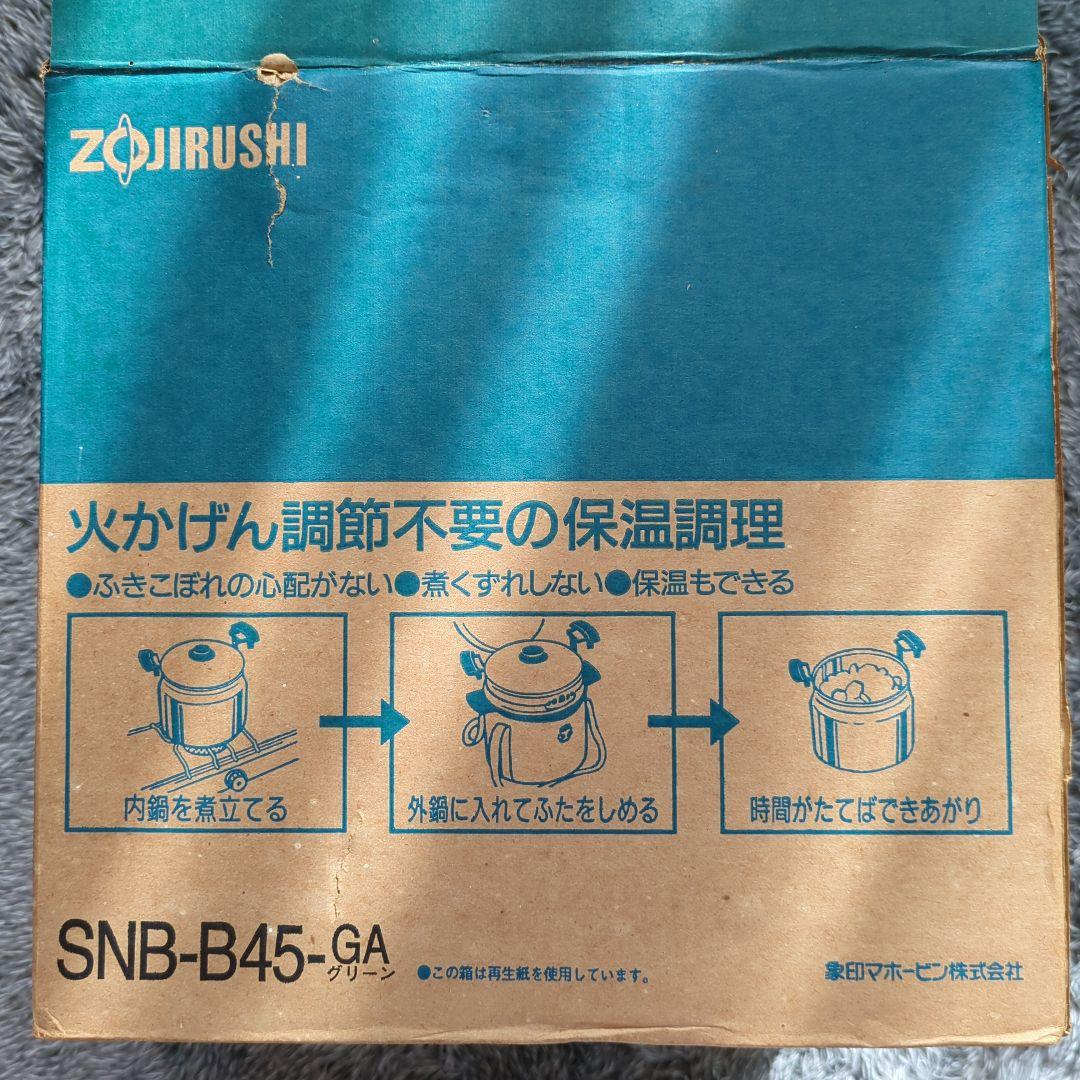 ZOJIRUSHI
火かげん調節不要の保温調理
●ふきこぼれの心配がない●煮くずれしない●保温もできる
内鍋を煮立てる
外鍋に入れてふたをしめる
時間がたてばできあがり
SNB-B45-GA
グリーン
●この箱は再生紙を使用しています。
象印マホービン株式会社